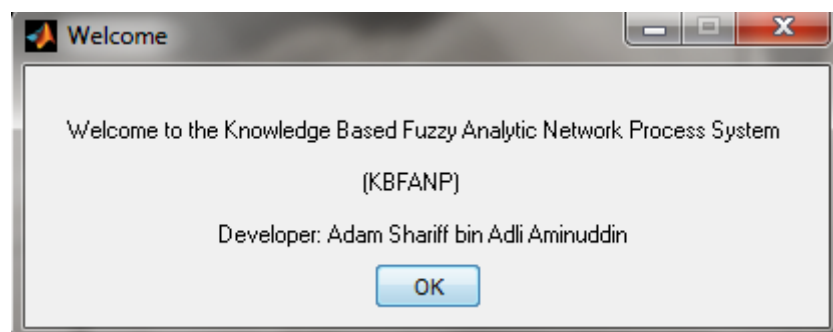 Welcome
Welcome to the Knowledge Based Fuzzy Analytic Network Process System
(KBFANP)
Developer: Adam Shariff bin Adli Aminuddin
OK